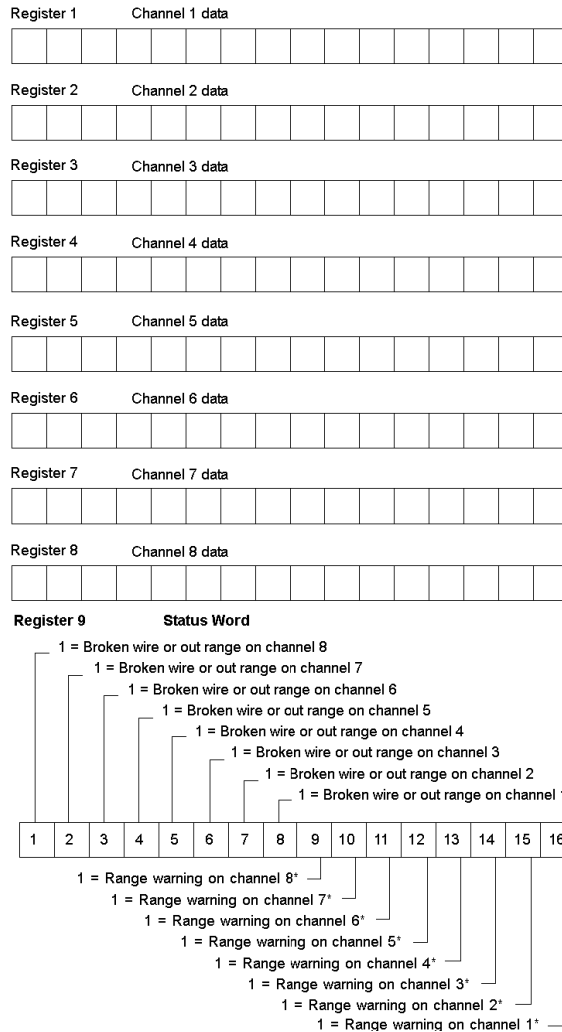 Register 1 Channel 1 data
Register 2 Channel 2 data
Register 3 Channel 3 data
Register 4 Channel 4 data
Register 5 Channel 5 data
Register 6 Channel 6 data
Register 7 Channel 7 data
Register 8 Channel 8 data
Register 9 Status Word
1 = Broken wire or out range on channel 8
1 = Broken wire or out range on channel 7
1 = Broken wire or out range on channel 6
1 = Broken wire or out range on channel 5
1 = Broken wire or out range on channel 4
1 = Broken wire or out range on channel 3
1 = Broken wire or out range on channel 2
1 = Broken wire or out range on channel 1
1 2 3 4 5 6 7 8 9 10 11 12 13 14 15 16
1 = Range warning on channel 8*
1 = Range warning on channel 7*
1 = Range warning on channel 6*
1 = Range warning on channel 5*
1 = Range warning on channel 4*
1 = Range warning on channel 3*
1 = Range warning on channel 2*
1 = Range warning on channel 1*